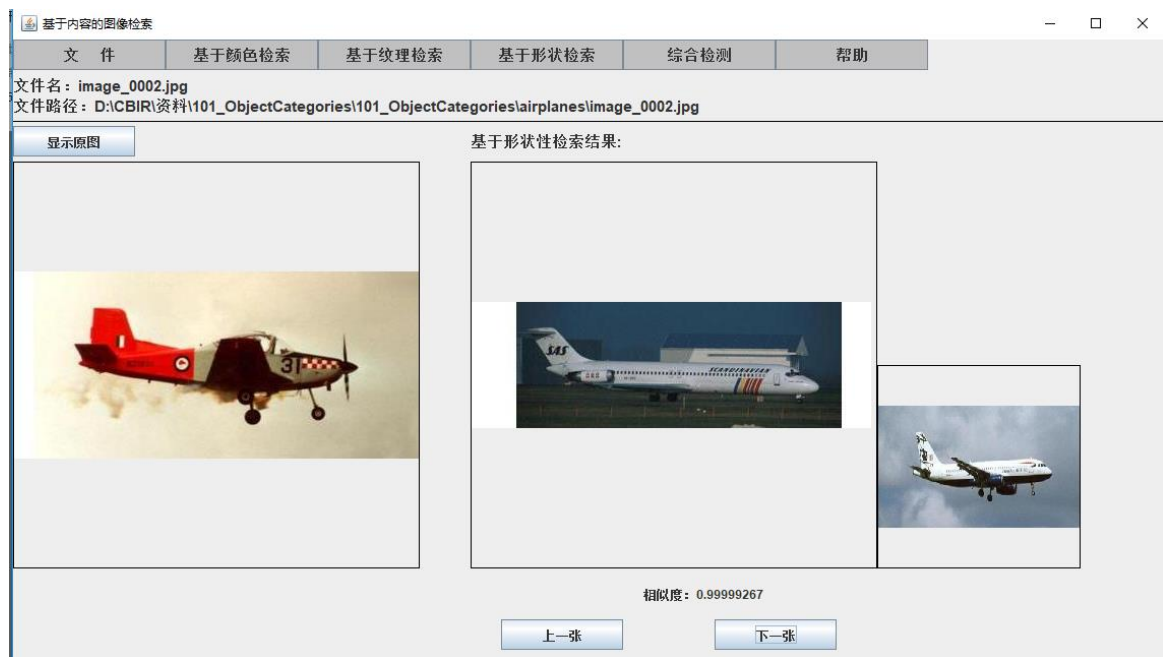 基于内容的图像检索
文 件 基于颜色检索 基于纹理检索 基于形状检索 综合检测 帮助
文件名：image_0002.jpg
文件路径：D:\CBIR\资料\101_ObjectCategories\101_ObjectCategories\airplanes\image_0002.jpg
显示原图
基于形状性检索结果:
31
SAS
SCANDINAVIAN
相似度：0.99999267
上一张
下一张